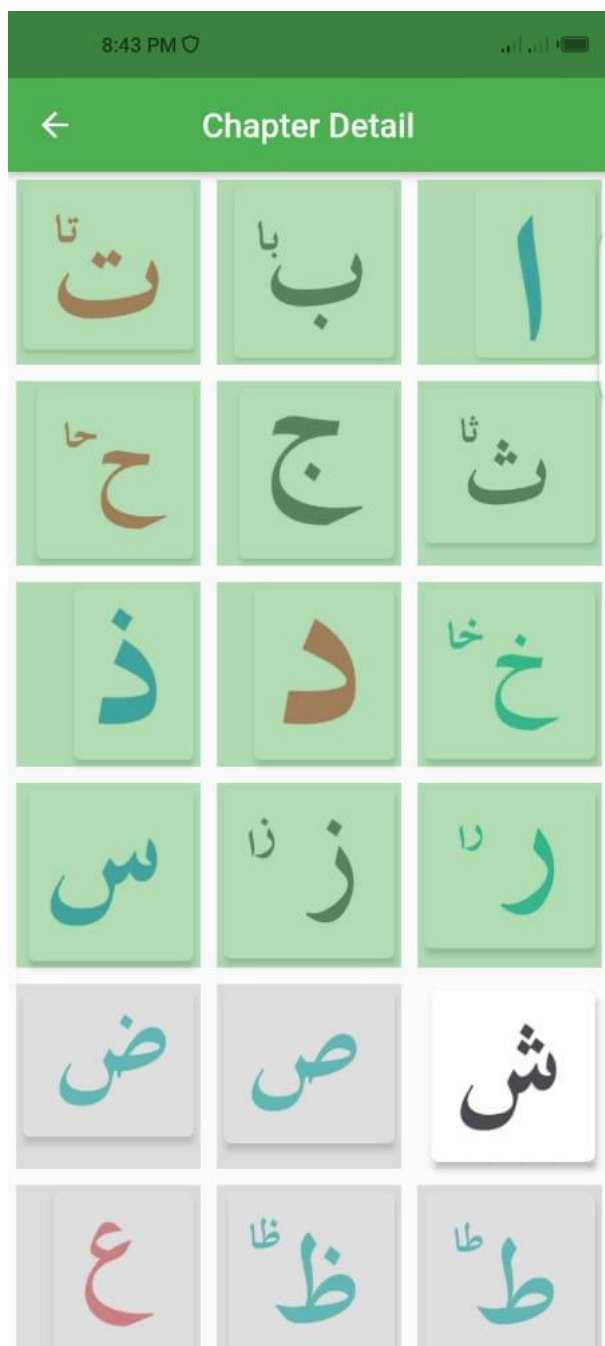 8:43 PM
Chapter Detail
ا
ب با
ت تا
ث ثا
ج
ح حا
خ خا
د
ذ
ر را
ز زا
س
ش
ص
ض
ط طا
ظ ظا
ع